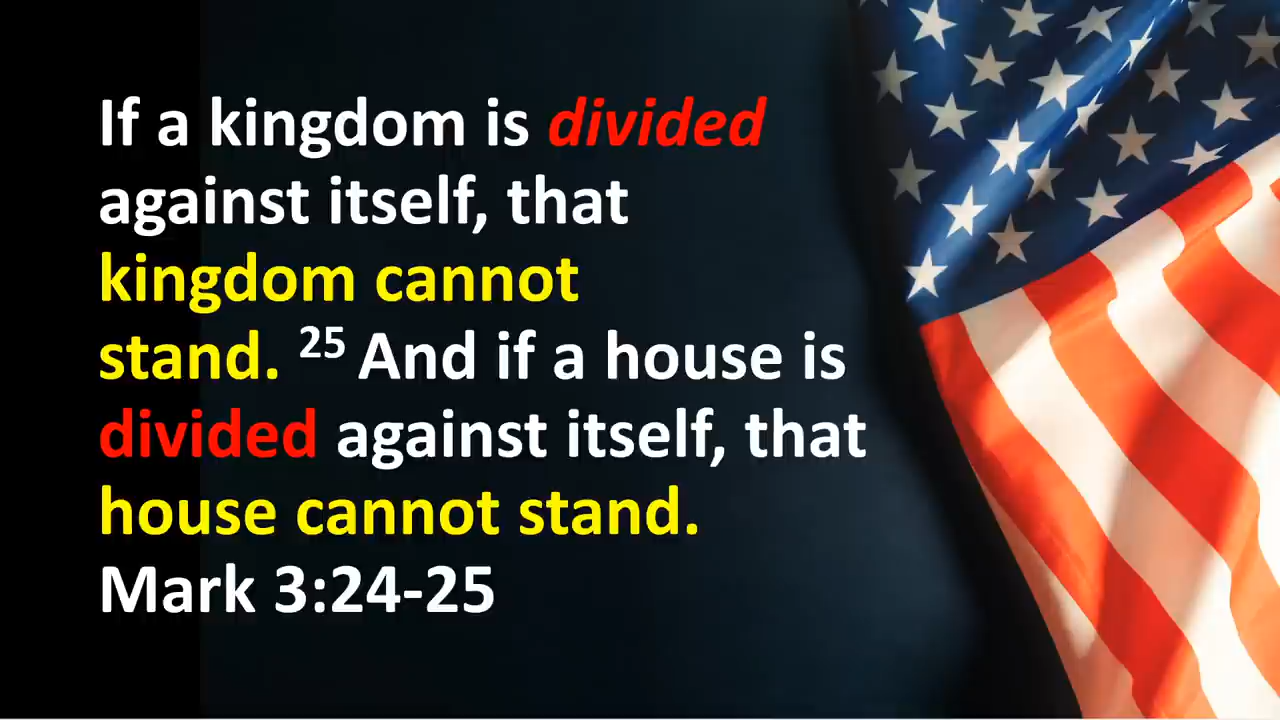 If a kingdom is divided
against itself, that
kingdom cannot
stand. 25 And if a house is
divided against itself, that
house cannot stand.
Mark 3:24-25